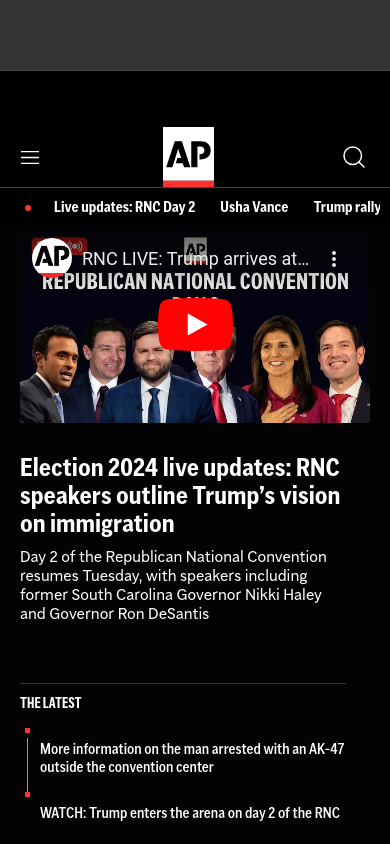 AP
Live updates: RNC Day 2 Usha Vance Trump rally
AP RNC LIVE: Trump arrives at...
AP
REPUBLICAN NATIONAL CONVENTION
Election 2024 live updates: RNC
speakers outline Trump’s vision
on immigration
Day 2 of the Republican National Convention
resumes Tuesday, with speakers including
former South Carolina Governor Nikki Haley
and Governor Ron DeSantis
THE LATEST
More information on the man arrested with an AK-47
outside the convention center
WATCH: Trump enters the arena on day 2 of the RNC